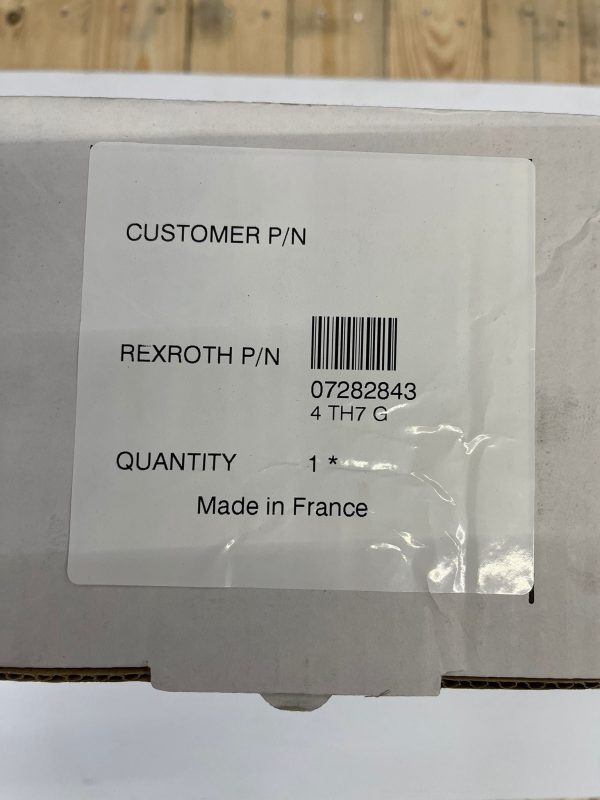 CUSTOMER P/N
REXROTH P/N
07282843
4 TH7 G
QUANTITY 1 *
Made in France